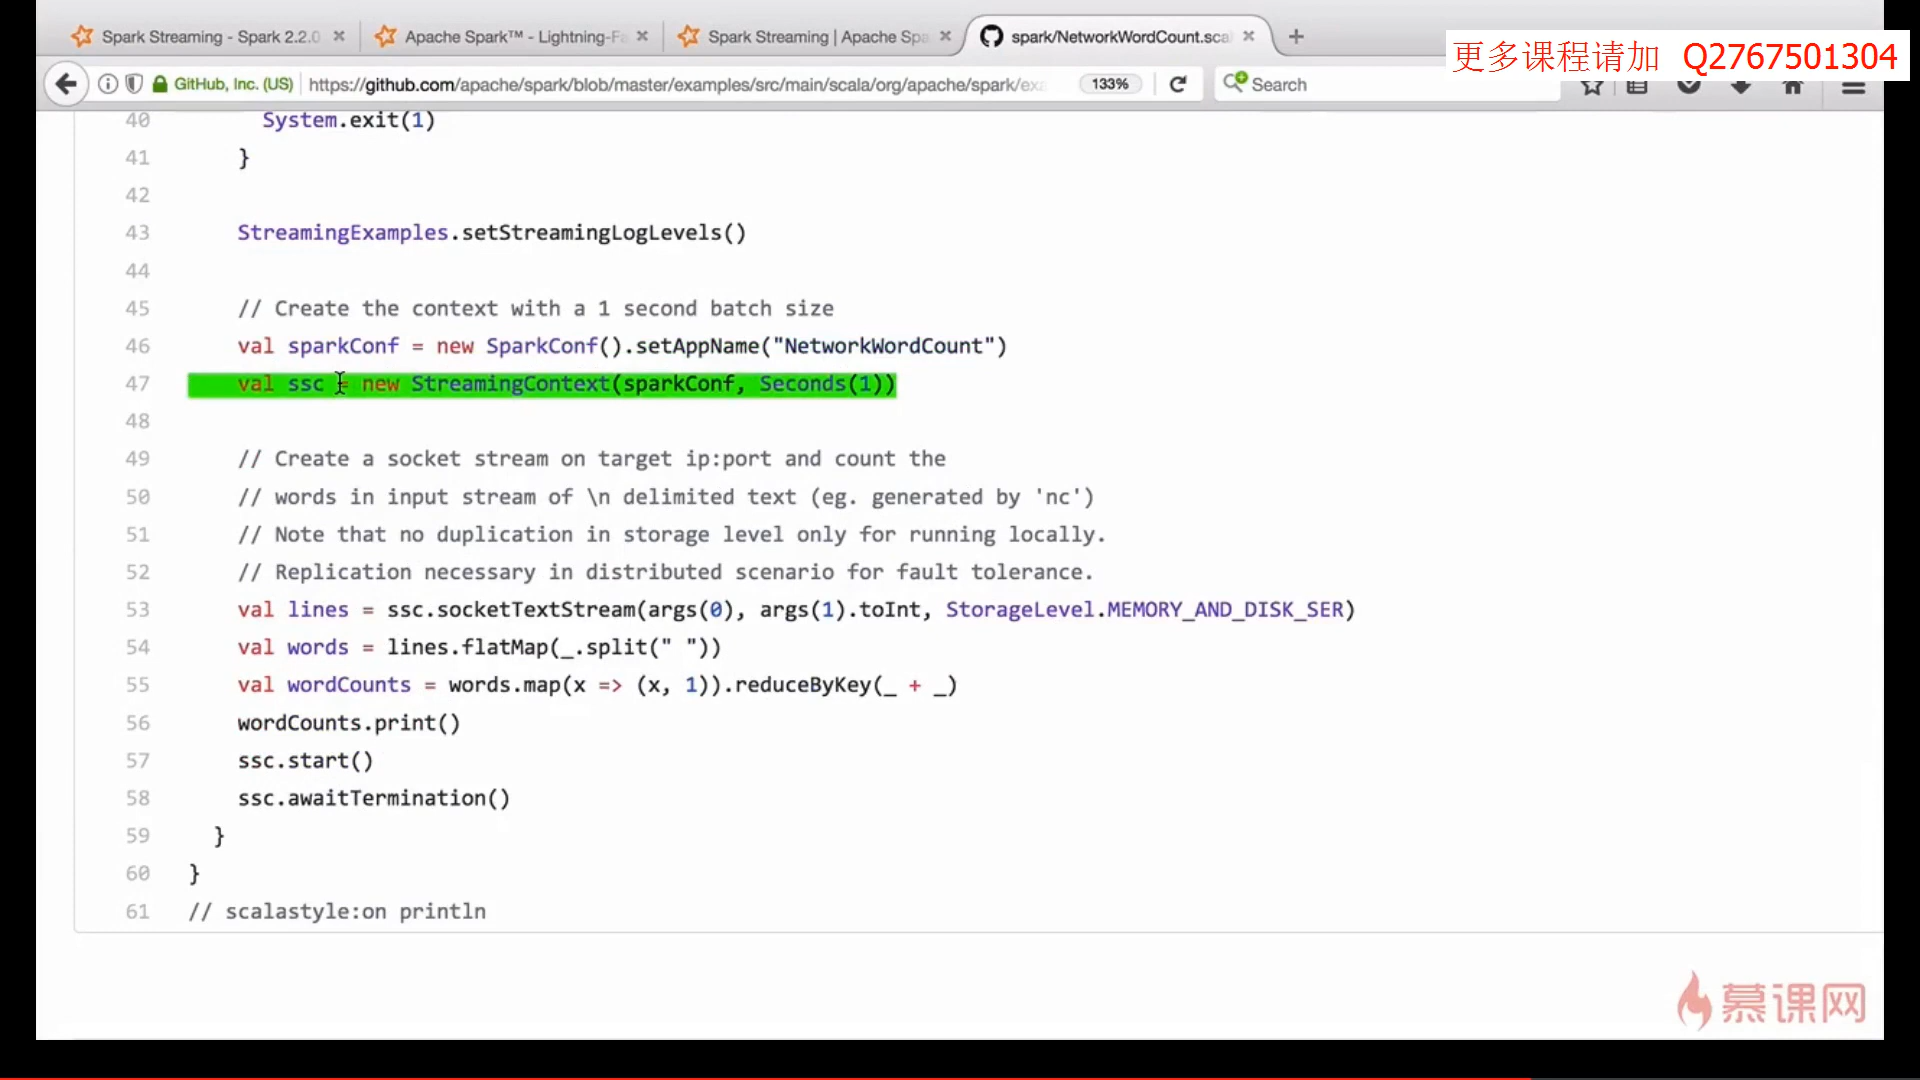 Spark Streaming - Spark 2.2.0
Apache Spark™ - Lightning-Fa
Spark Streaming | Apache Spa
spark/NetworkWordCount.sca
更多课程请加 Q2767501304
GitHub, Inc. (US)
https://github.com/apache/spark/blob/master/examples/src/main/scala/org/apache/spark/exa
133%
Search
40 System.exit(1)
41 }
42
43 StreamingExamples.setStreamingLogLevels()
44
45 // Create the context with a 1 second batch size
46 val sparkConf = new SparkConf().setAppName("NetworkWordCount")
47 val ssc = new StreamingContext(sparkConf, Seconds(1))
48
49 // Create a socket stream on target ip:port and count the
50 // words in input stream of \n delimited text (eg. generated by 'nc')
51 // Note that no duplication in storage level only for running locally.
52 // Replication necessary in distributed scenario for fault tolerance.
53 val lines = ssc.socketTextStream(args(0), args(1).toInt, StorageLevel.MEMORY_AND_DISK_SER)
54 val words = lines.flatMap(_.split(" "))
55 val wordCounts = words.map(x => (x, 1)).reduceByKey(_ + _)
56 wordCounts.print()
57 ssc.start()
58 ssc.awaitTermination()
59 }
60 }
61 // scalastyle:on println
慕课网